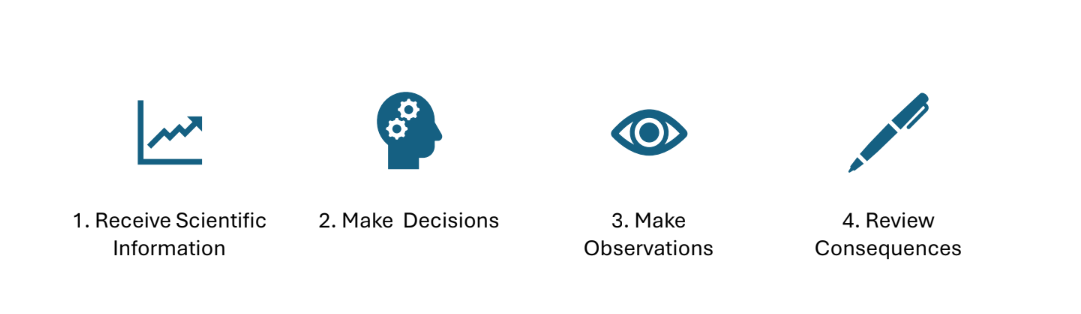 1. Receive Scientific
Information
2. Make  Decisions
3. Make
Observations
4. Review
Consequences